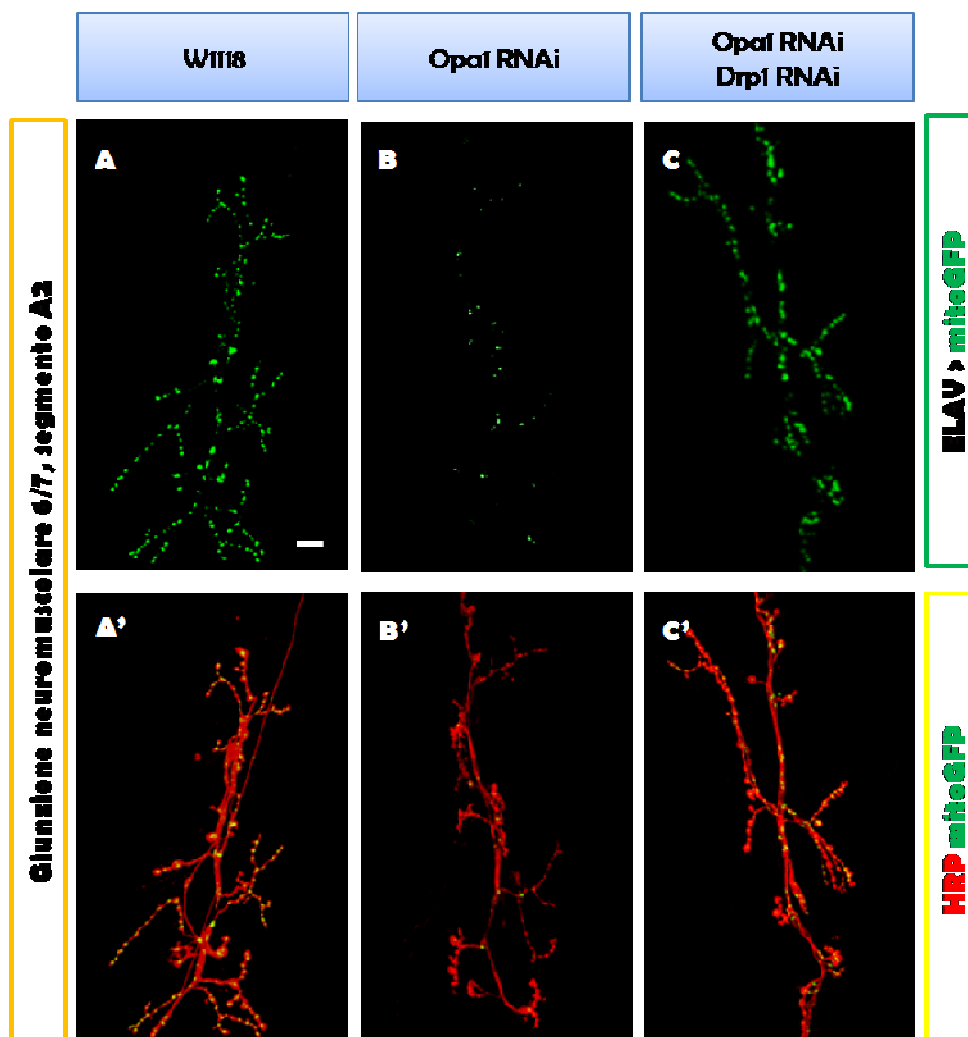 W1118
Opa1 RNAi
Opa1 RNAi
Drp1 RNAi
Giunzione neuromuscolare 6/7, segmento A2
A
B
C
ELAV > mitoGFP
A'
B'
C'
HRP mitoGFP